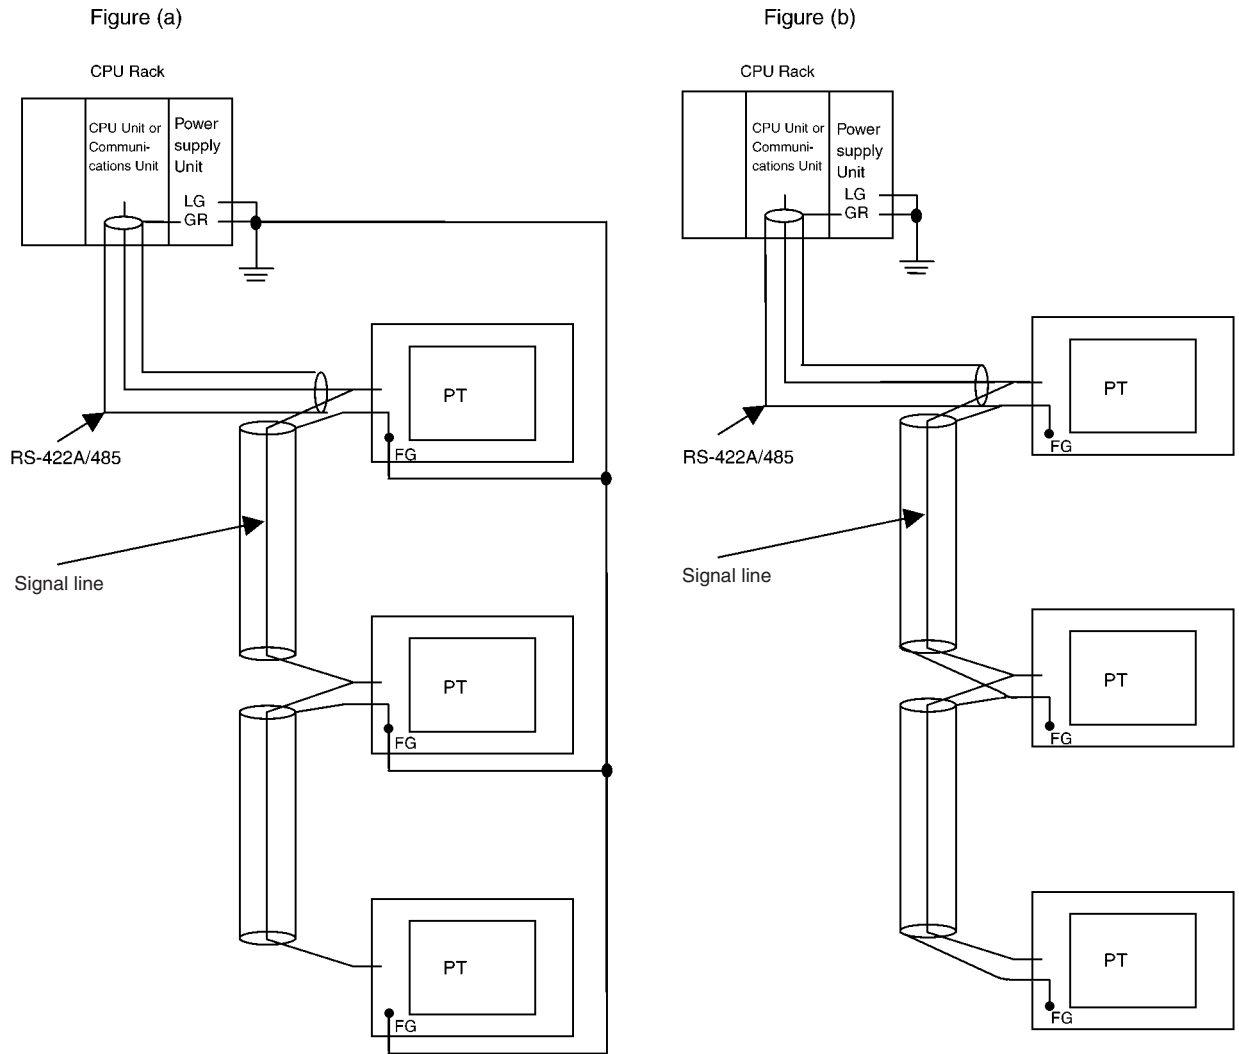 Figure (a)
CPU Rack
CPU Unit or
Communi-
cations Unit
Power
supply
Unit
LG
GR
PT
FG
RS-422A/485
Signal line
PT
FG
PT
FG
Figure (b)
CPU Rack
CPU Unit or
Communi-
cations Unit
Power
supply
Unit
LG
GR
PT
FG
RS-422A/485
Signal line
PT
FG
PT
FG